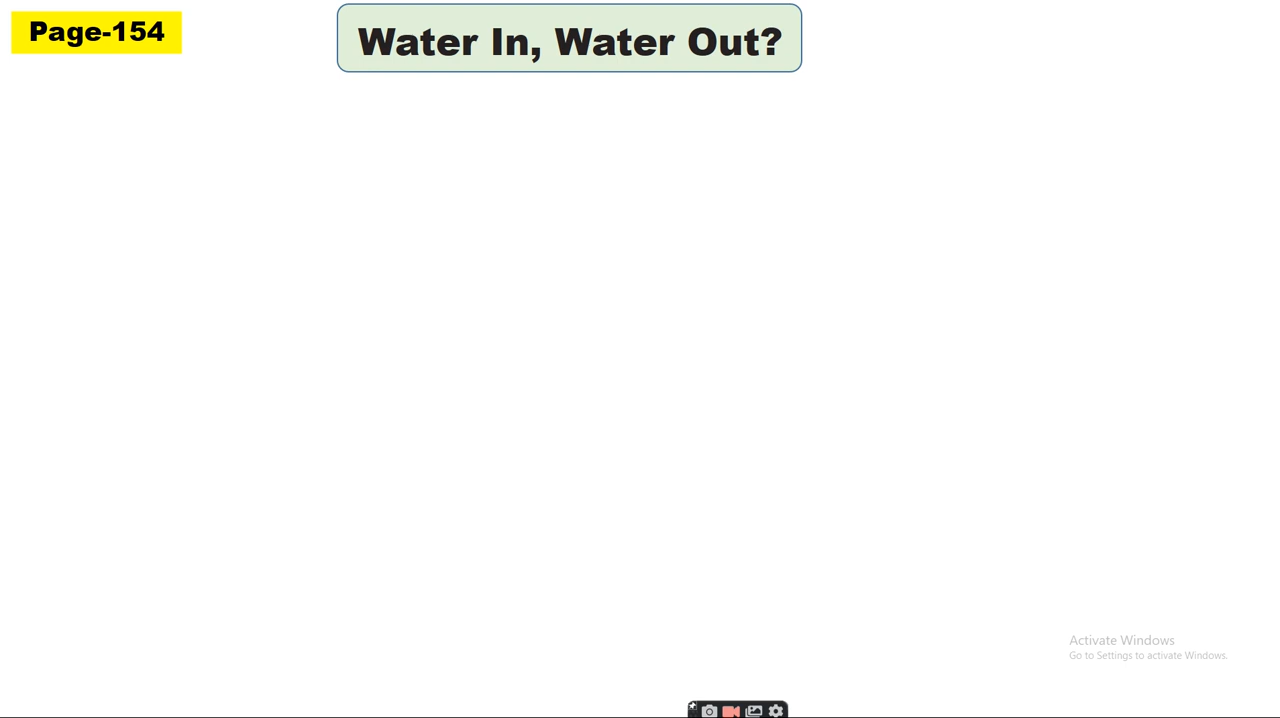 Page-154
Water In, Water Out?
Activate Windows
Go to Settings to activate Windows.